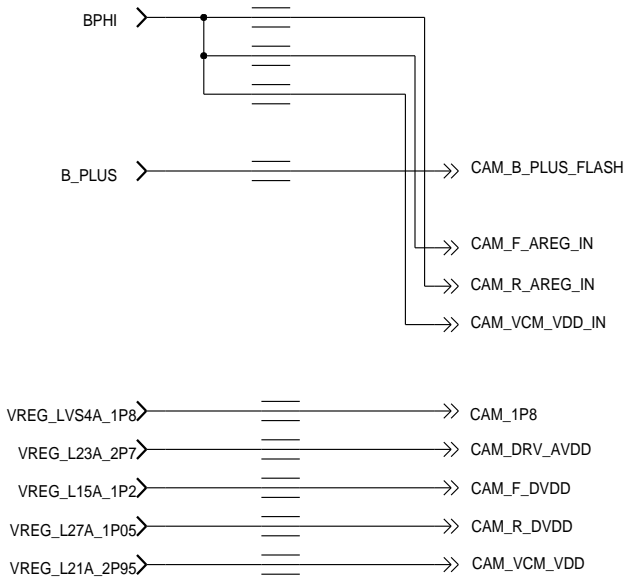 BPHI
B_PLUS
CAM_B_PLUS_FLASH
CAM_F_AREG_IN
CAM_R_AREG_IN
CAM_VCM_VDD_IN
VREG_LVS4A_1P8
CAM_1P8
VREG_L23A_2P7
CAM_DRV_AVDD
VREG_L15A_1P2
CAM_F_DVDD
VREG_L27A_1P05
CAM_R_DVDD
VREG_L21A_2P95
CAM_VCM_VDD